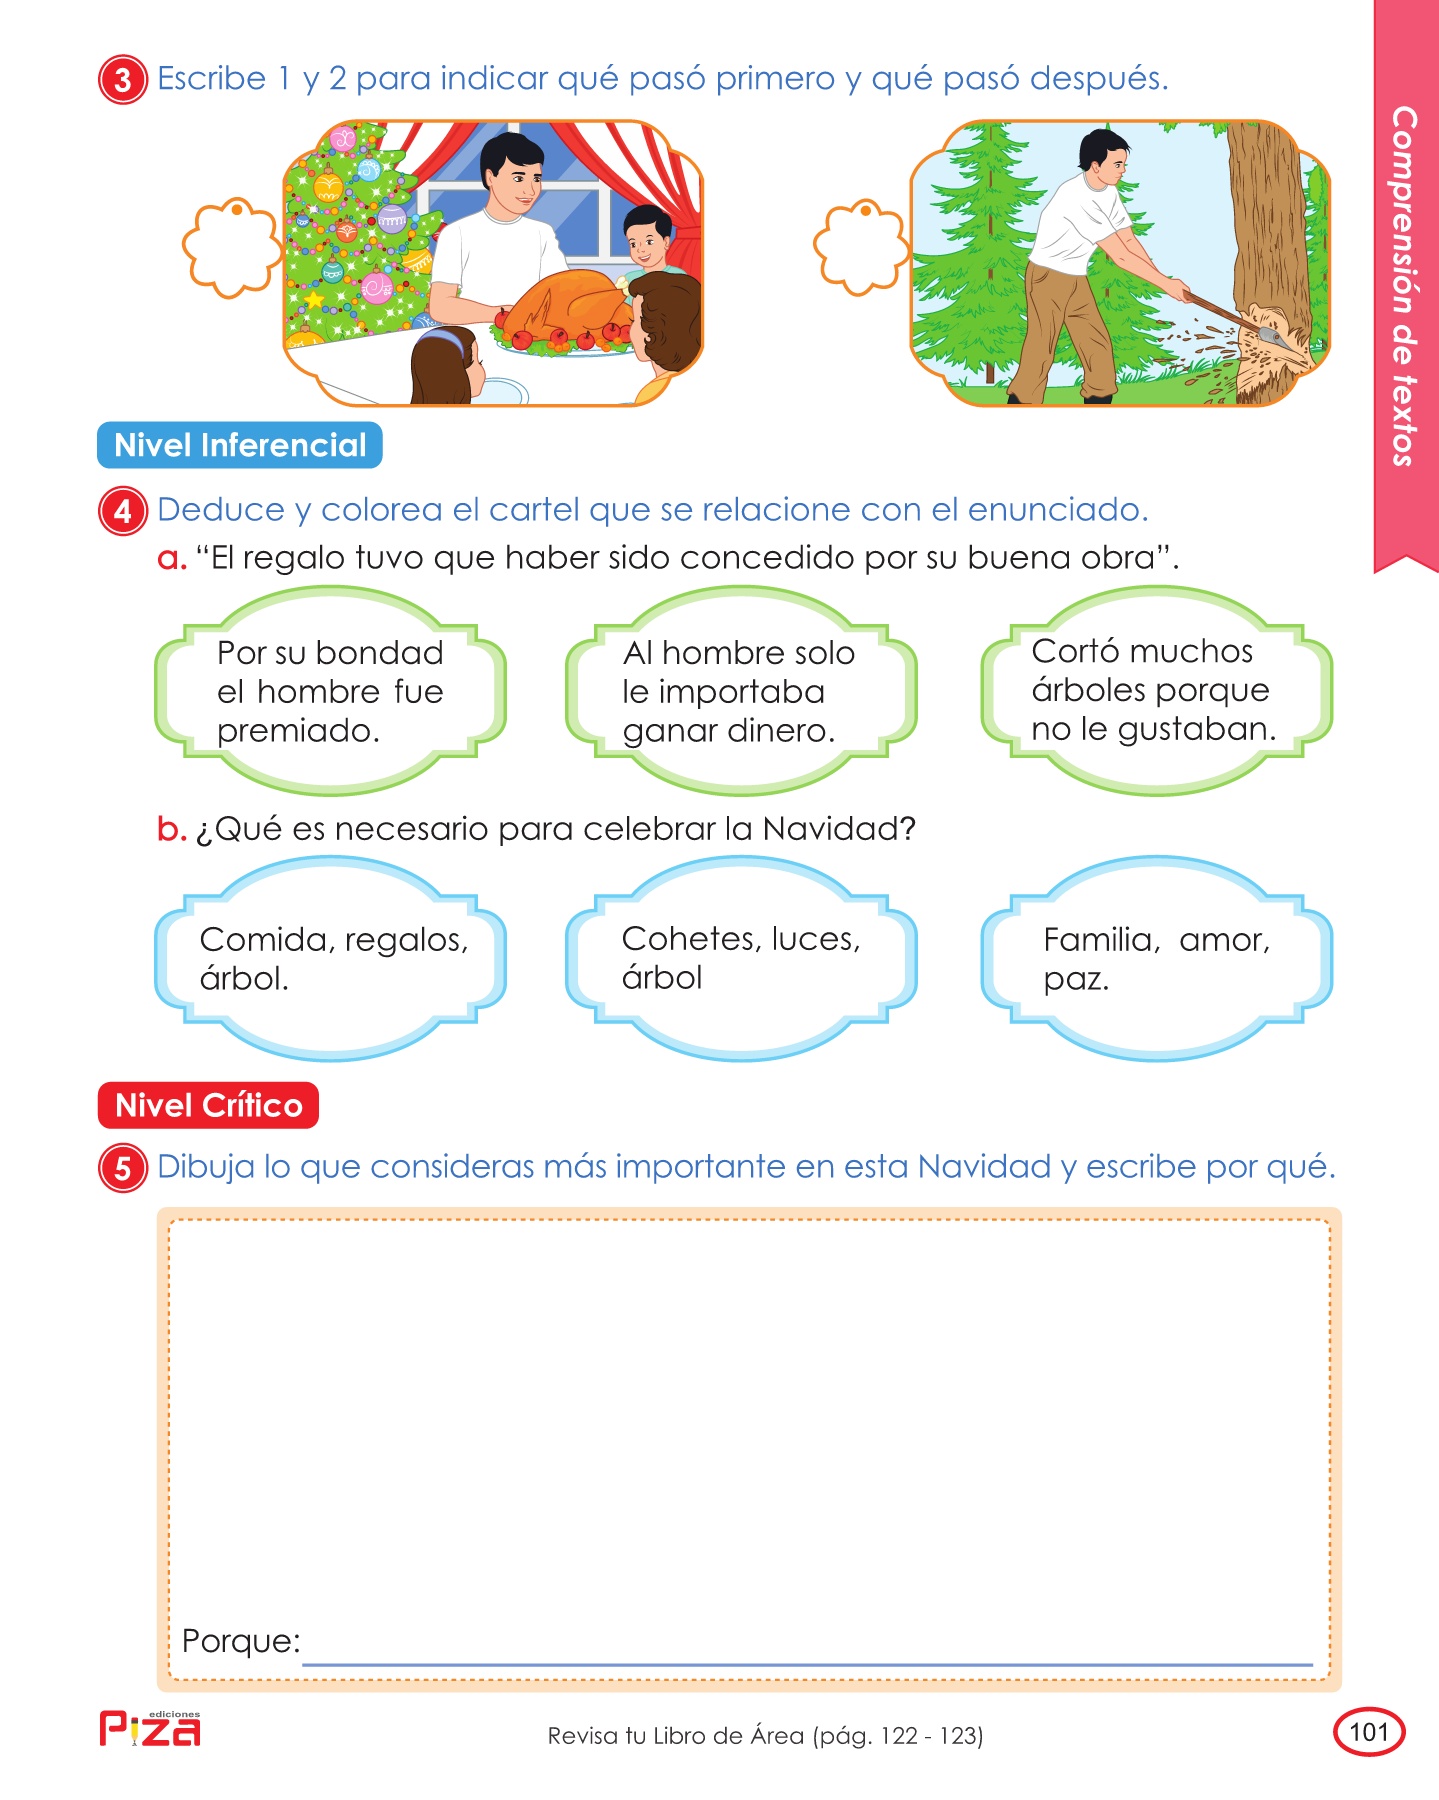 3 Escribe 1 y 2 para indicar qué pasó primero y qué pasó después.
Comprensión de textos
Nivel Inferencial
4 Deduce y colorea el cartel que se relacione con el enunciado.
a. “El regalo tuvo que haber sido concedido por su buena obra”.
Por su bondad
el hombre fue
premiado.
Al hombre solo
le importaba
ganar dinero.
Cortó muchos
árboles porque
no le gustaban.
b. ¿Qué es necesario para celebrar la Navidad?
Comida, regalos,
árbol.
Cohetes, luces,
árbol
Familia, amor,
paz.
Nivel Crítico
5 Dibuja lo que consideras más importante en esta Navidad y escribe por qué.
Porque:
ediciones
Piza
Revisa tu Libro de Área (pág. 122 - 123)
101